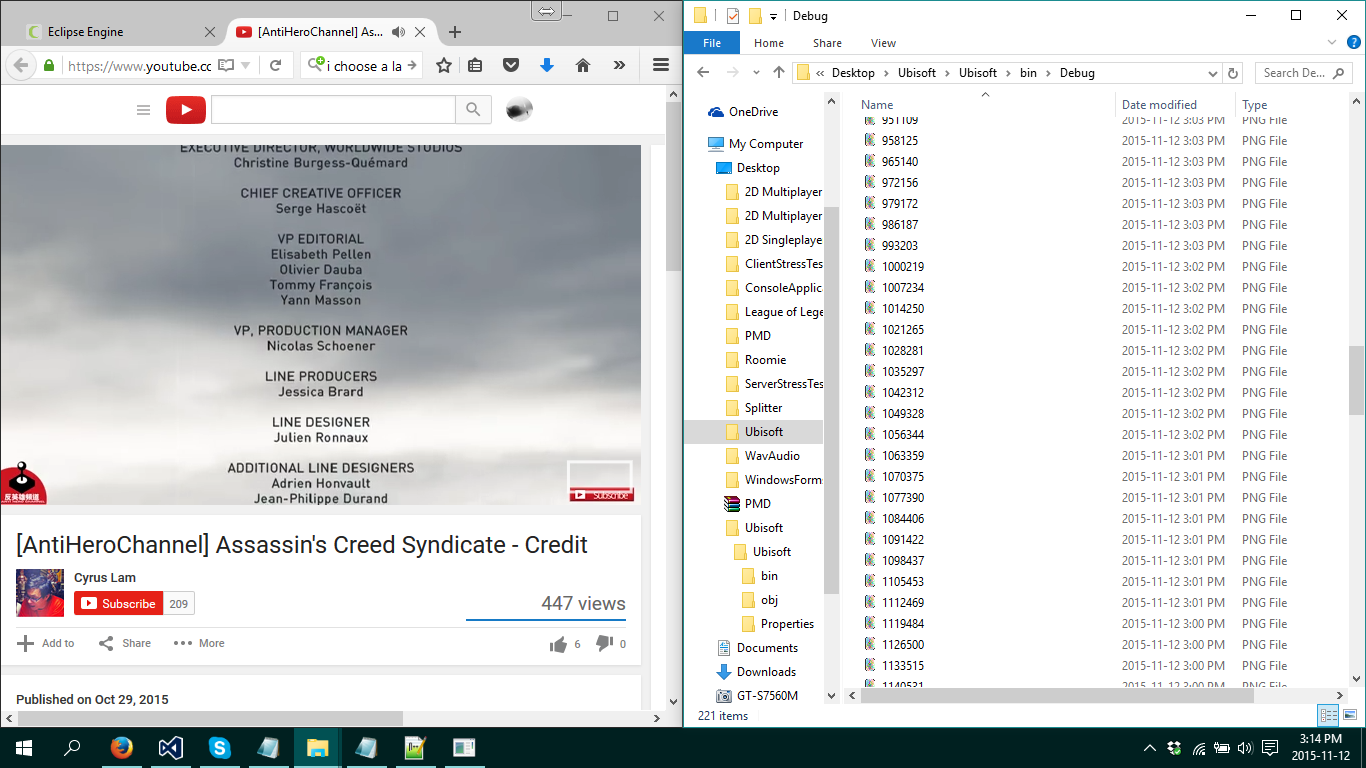 Eclipse Engine
[AntiHeroChannel] As...
https://www.youtube.cc
i choose a la
EXECUTIVE DIRECTOR, WORLDWIDE STUDIOS
Christine Burgess-Quémard
CHIEF CREATIVE OFFICER
Serge Hascoët
VP EDITORIAL
Elisabeth Pellen
Olivier Dauba
Tommy François
Yann Masson
VP, PRODUCTION MANAGER
Nicolas Schoener
LINE PRODUCERS
Jessica Brard
LINE DESIGNER
Julien Ronnaux
ADDITIONAL LINE DESIGNERS
Adrien Honvault
Jean-Philippe Durand
反英雄頻道
Subscribe
[AntiHeroChannel] Assassin's Creed Syndicate - Credit
Cyrus Lam
Subscribe 209
447 views
Add to Share More 6 0
Published on Oct 29, 2015
Debug
File Home Share View
« Desktop Ubisoft Ubisoft bin Debug
Search De...
OneDrive
My Computer
Desktop
2D Multiplayer
2D Multiplayer
2D Singleplaye
ClientStressTes
ConsoleApplica
League of Lege
PMD
Roomie
ServerStressTes
Splitter
Ubisoft
WavAudio
WindowsForm
PMD
Ubisoft
Ubisoft
bin
obj
Properties
Documents
Downloads
GT-S7560M
Name Date modified Type
951109 2015-11-12 3:03 PM PNG File
958125 2015-11-12 3:03 PM PNG File
965140 2015-11-12 3:03 PM PNG File
972156 2015-11-12 3:03 PM PNG File
979172 2015-11-12 3:03 PM PNG File
986187 2015-11-12 3:03 PM PNG File
993203 2015-11-12 3:03 PM PNG File
1000219 2015-11-12 3:02 PM PNG File
1007234 2015-11-12 3:02 PM PNG File
1014250 2015-11-12 3:02 PM PNG File
1021265 2015-11-12 3:02 PM PNG File
1028281 2015-11-12 3:02 PM PNG File
1035297 2015-11-12 3:02 PM PNG File
1042312 2015-11-12 3:02 PM PNG File
1049328 2015-11-12 3:02 PM PNG File
1056344 2015-11-12 3:02 PM PNG File
1063359 2015-11-12 3:01 PM PNG File
1070375 2015-11-12 3:01 PM PNG File
1077390 2015-11-12 3:01 PM PNG File
1084406 2015-11-12 3:01 PM PNG File
1091422 2015-11-12 3:01 PM PNG File
1098437 2015-11-12 3:01 PM PNG File
1105453 2015-11-12 3:01 PM PNG File
1112469 2015-11-12 3:01 PM PNG File
1119484 2015-11-12 3:00 PM PNG File
1126500 2015-11-12 3:00 PM PNG File
1133515 2015-11-12 3:00 PM PNG File
1140531 2015-11-12 3:00 PM PNG File
221 items
3:14 PM
2015-11-12